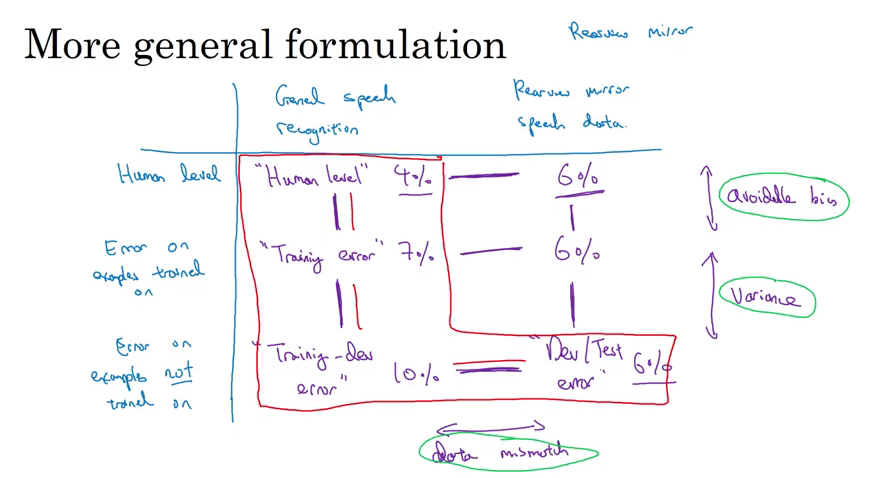 More general formulation
Rearview mirror
General speech
recognition
Rearview mirror
speech data.
Human level
"Human level" 4%
6%
avoidable bias
Error on
examples trained
on
"Training error" 7%
6%
Variance
Error on
examples not
trained on
"Training-dev
error"
10%
"Dev/Test
error"
6%
data mismatch